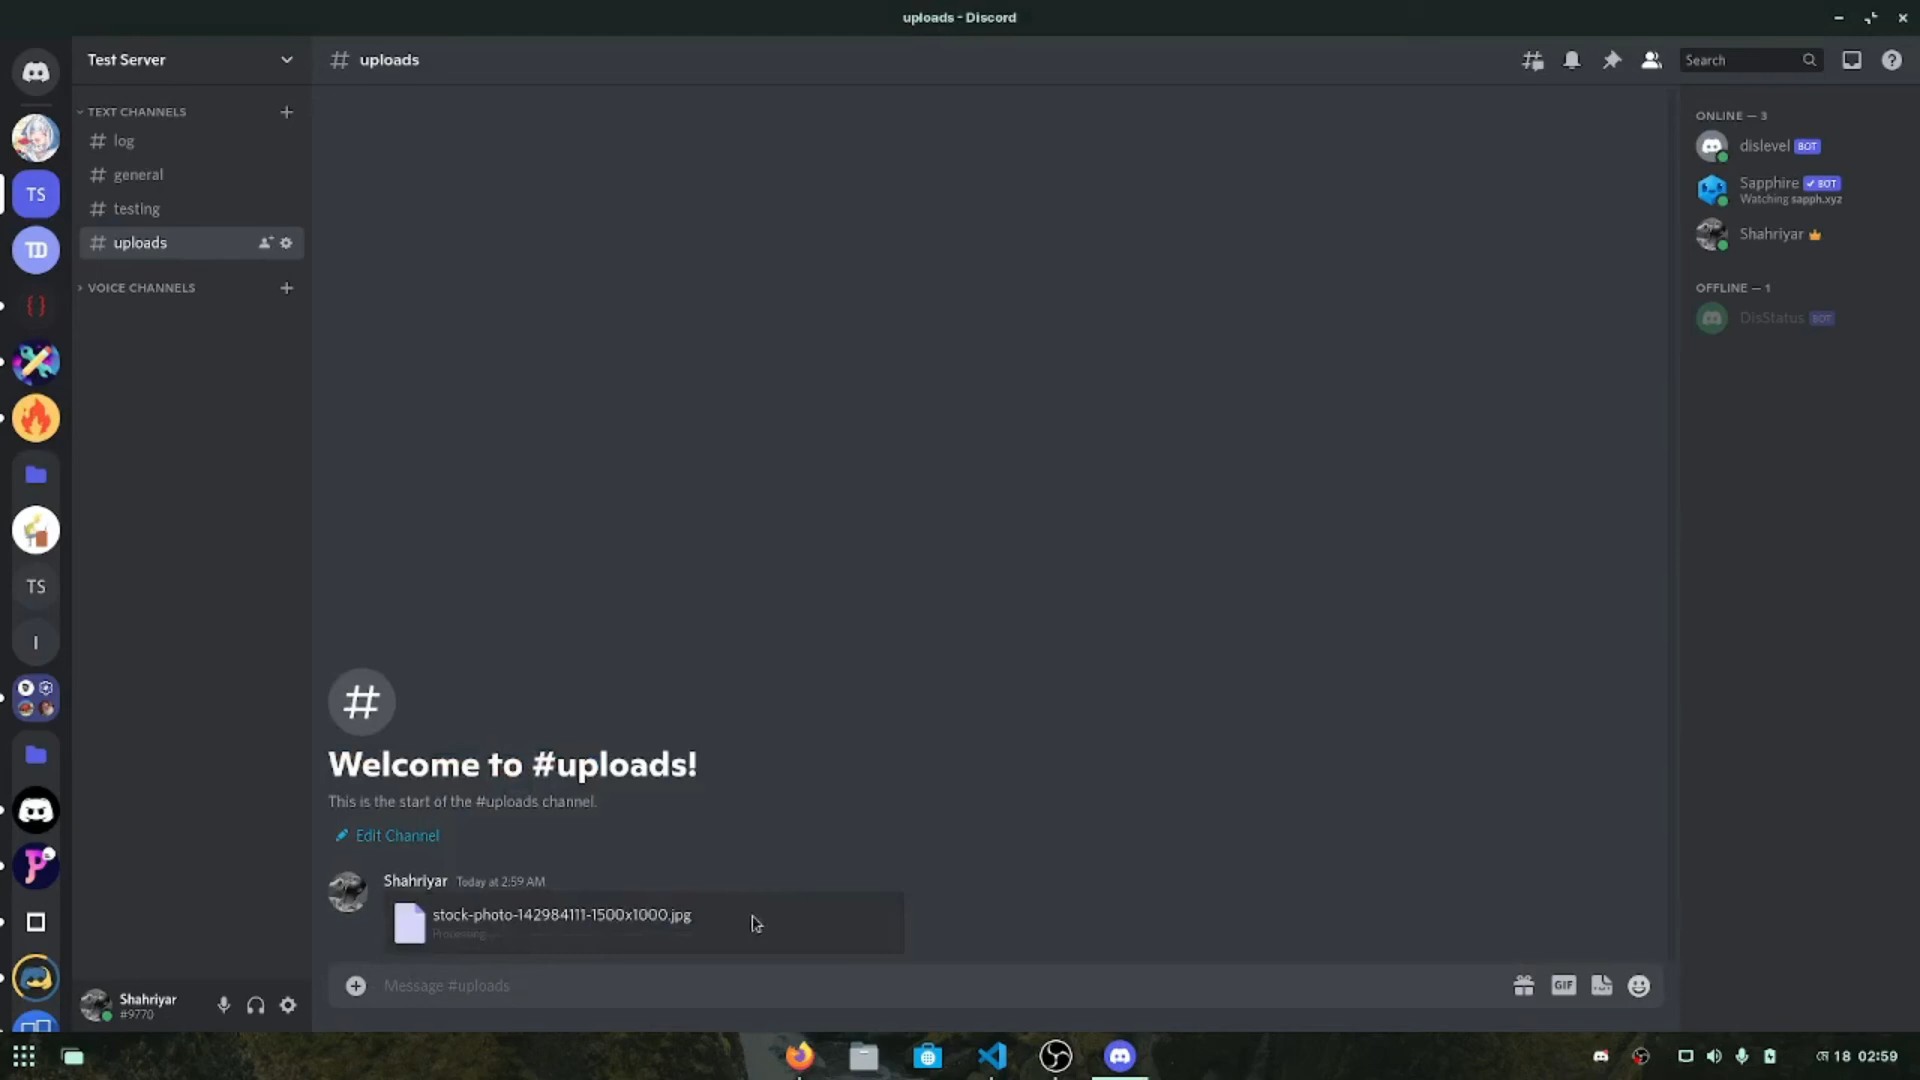 uploads - Discord
Test Server
# uploads
Search
TEXT CHANNELS
# log
# general
# testing
# uploads
VOICE CHANNELS
TS
TD
{ }
TS
I
ONLINE — 3
dislevel BOT
Sapphire ✓ BOT
Watching sapph.xyz
Shahriyar
OFFLINE — 1
DisStatus BOT
#
Welcome to #uploads!
This is the start of the #uploads channel.
Edit Channel
Shahriyar Today at 2:59 AM
stock-photo-142984111-1500x1000.jpg
Processing...
Message #uploads
GIF
Shahriyar
#9770
মে 18 02:59